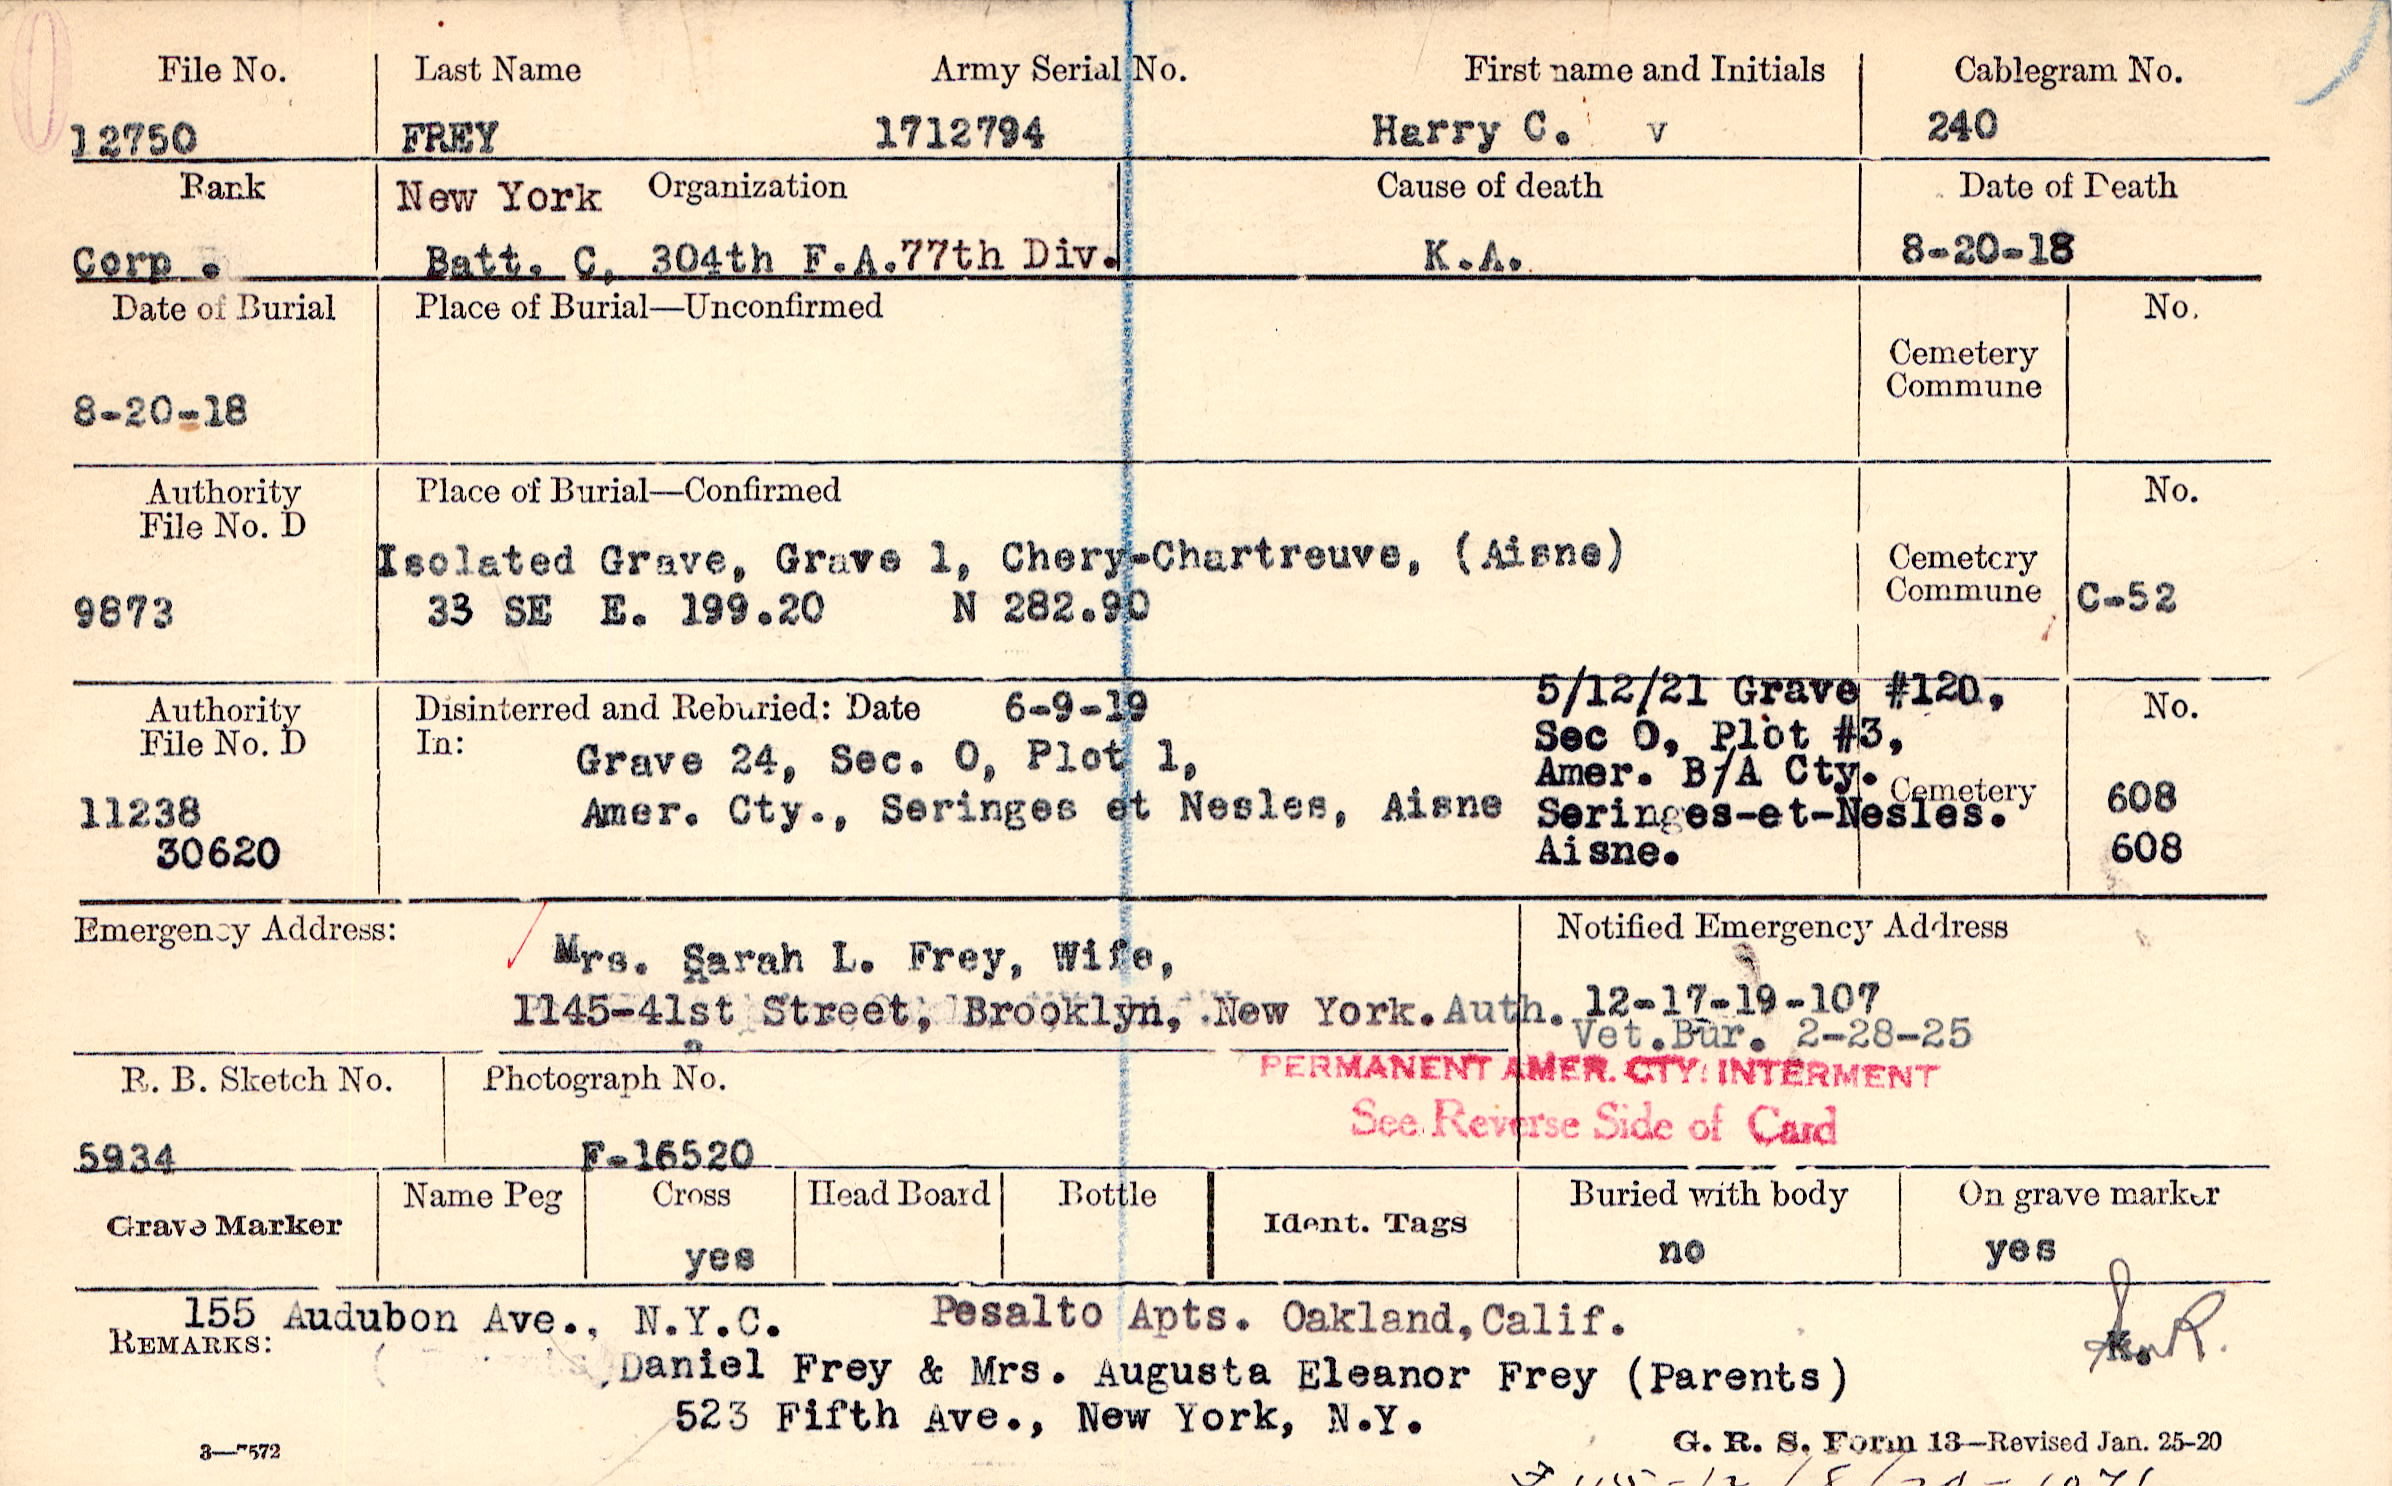 File No. Last Name Army Serial No. First name and Initials Cablegram No.
12750 FREY 1712794 Harry C. v 240
Rank New York Organization Cause of death Date of Death
Corp. Batt. C, 304th F.A.77th Div. K.A. 8-20-18
Date of Burial Place of Burial—Unconfirmed No.
Cemetery
Commune
8-20-18
Authority Place of Burial—Confirmed No.
File No. D
Isolated Grave, Grave 1, Chery-Chartreuve, (Aisne) Cemetery
9873 33 SE E. 199.20 N 282.90 Commune C-52
Authority Disinterred and Reburied: Date 6-9-19 5/12/21 Grave #120, No.
File No. D In: Sec O, Plot #3,
Grave 24, Sec. O, Plot 1, Amer. B/A Cty. Cemetery
11238 Amer. Cty., Seringes et Nesles, Aisne Seringes-et-Nesles. 608
30620 Aisne. 608
Emergency Address: Notified Emergency Address
Mrs. Sarah L. Frey, Wife,
1145-41st Street, Brooklyn, New York. Auth. 12-17-19-107
Vet.Bur. 2-28-25
R. B. Sketch No. Photograph No. PERMANENT AMER. CTY. INTERMENT
See Reverse Side of Card
5934 F-16520
Grave Marker Name Peg Cross Head Board Bottle Ident. Tags Buried with body On grave marker
yes no yes
155 Audubon Ave., N.Y.C. Pesalto Apts. Oakland,Calif.
REMARKS: Daniel Frey & Mrs. Augusta Eleanor Frey (Parents)
523 Fifth Ave., New York, N.Y.
3—7572 G. R. S. Form 13—Revised Jan. 25-20